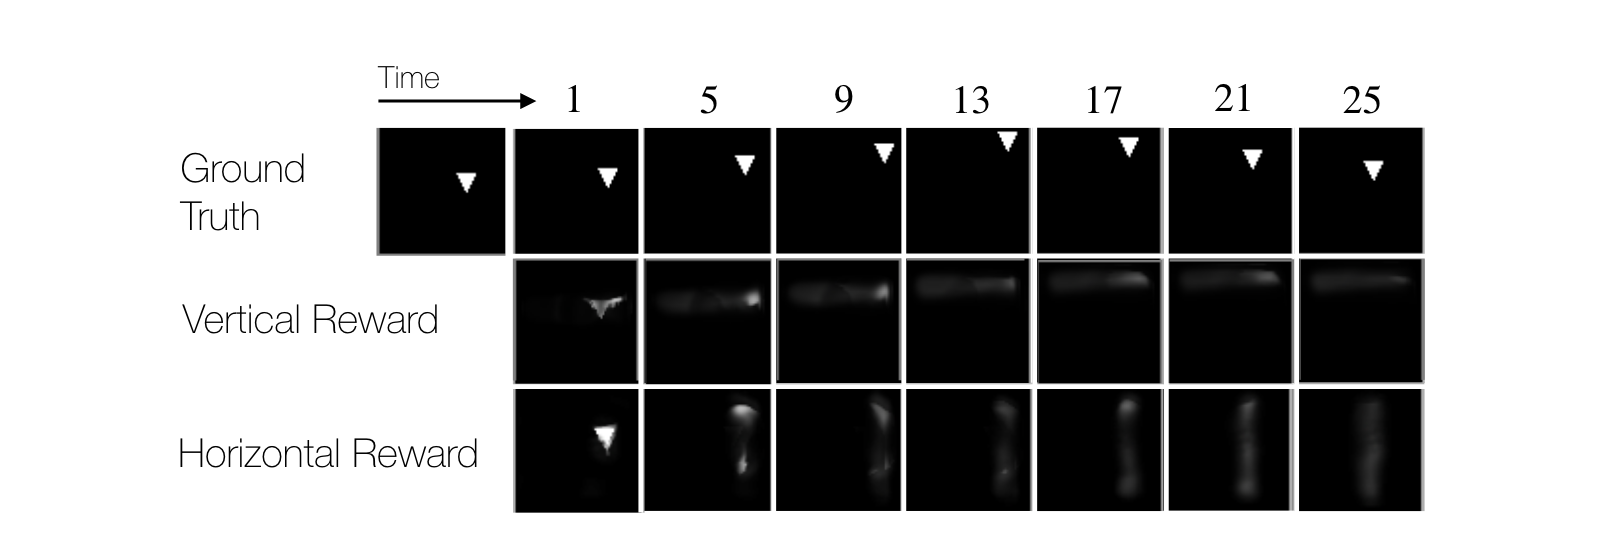 Time
1 5 9 13 17 21 25
Ground
Truth
Vertical Reward
Horizontal Reward